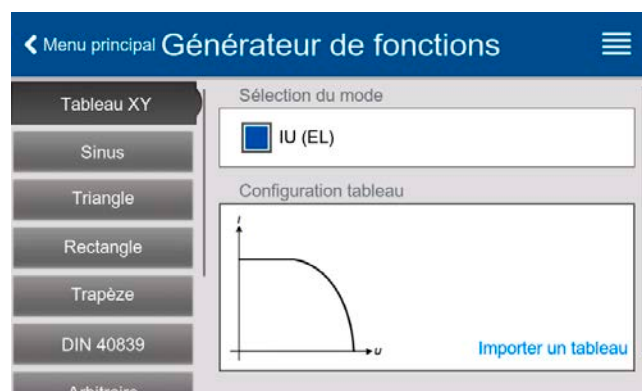 Menu principal Générateur de fonctions
Tableau XY
Sinus
Triangle
Rectangle
Trapèze
DIN 40839
Arbitraire
Sélection du mode
IU (EL)
Configuration tableau
I
U
Importer un tableau